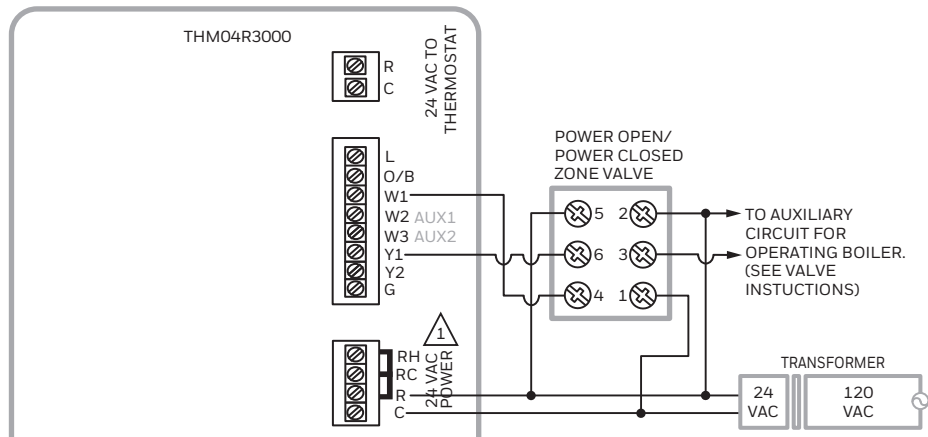 THM04R3000
R
C
24 VAC TO
THERMOSTAT
L
O/B
W1
W2 AUX1
W3 AUX2
Y1
Y2
G
1
RH
RC
R
C
24 VAC
POWER
POWER OPEN/
POWER CLOSED
ZONE VALVE
5 2
6 3
4 1
TO AUXILIARY
CIRCUIT FOR
OPERATING BOILER.
(SEE VALVE
INSTUCTIONS)
TRANSFORMER
24
VAC
120
VAC